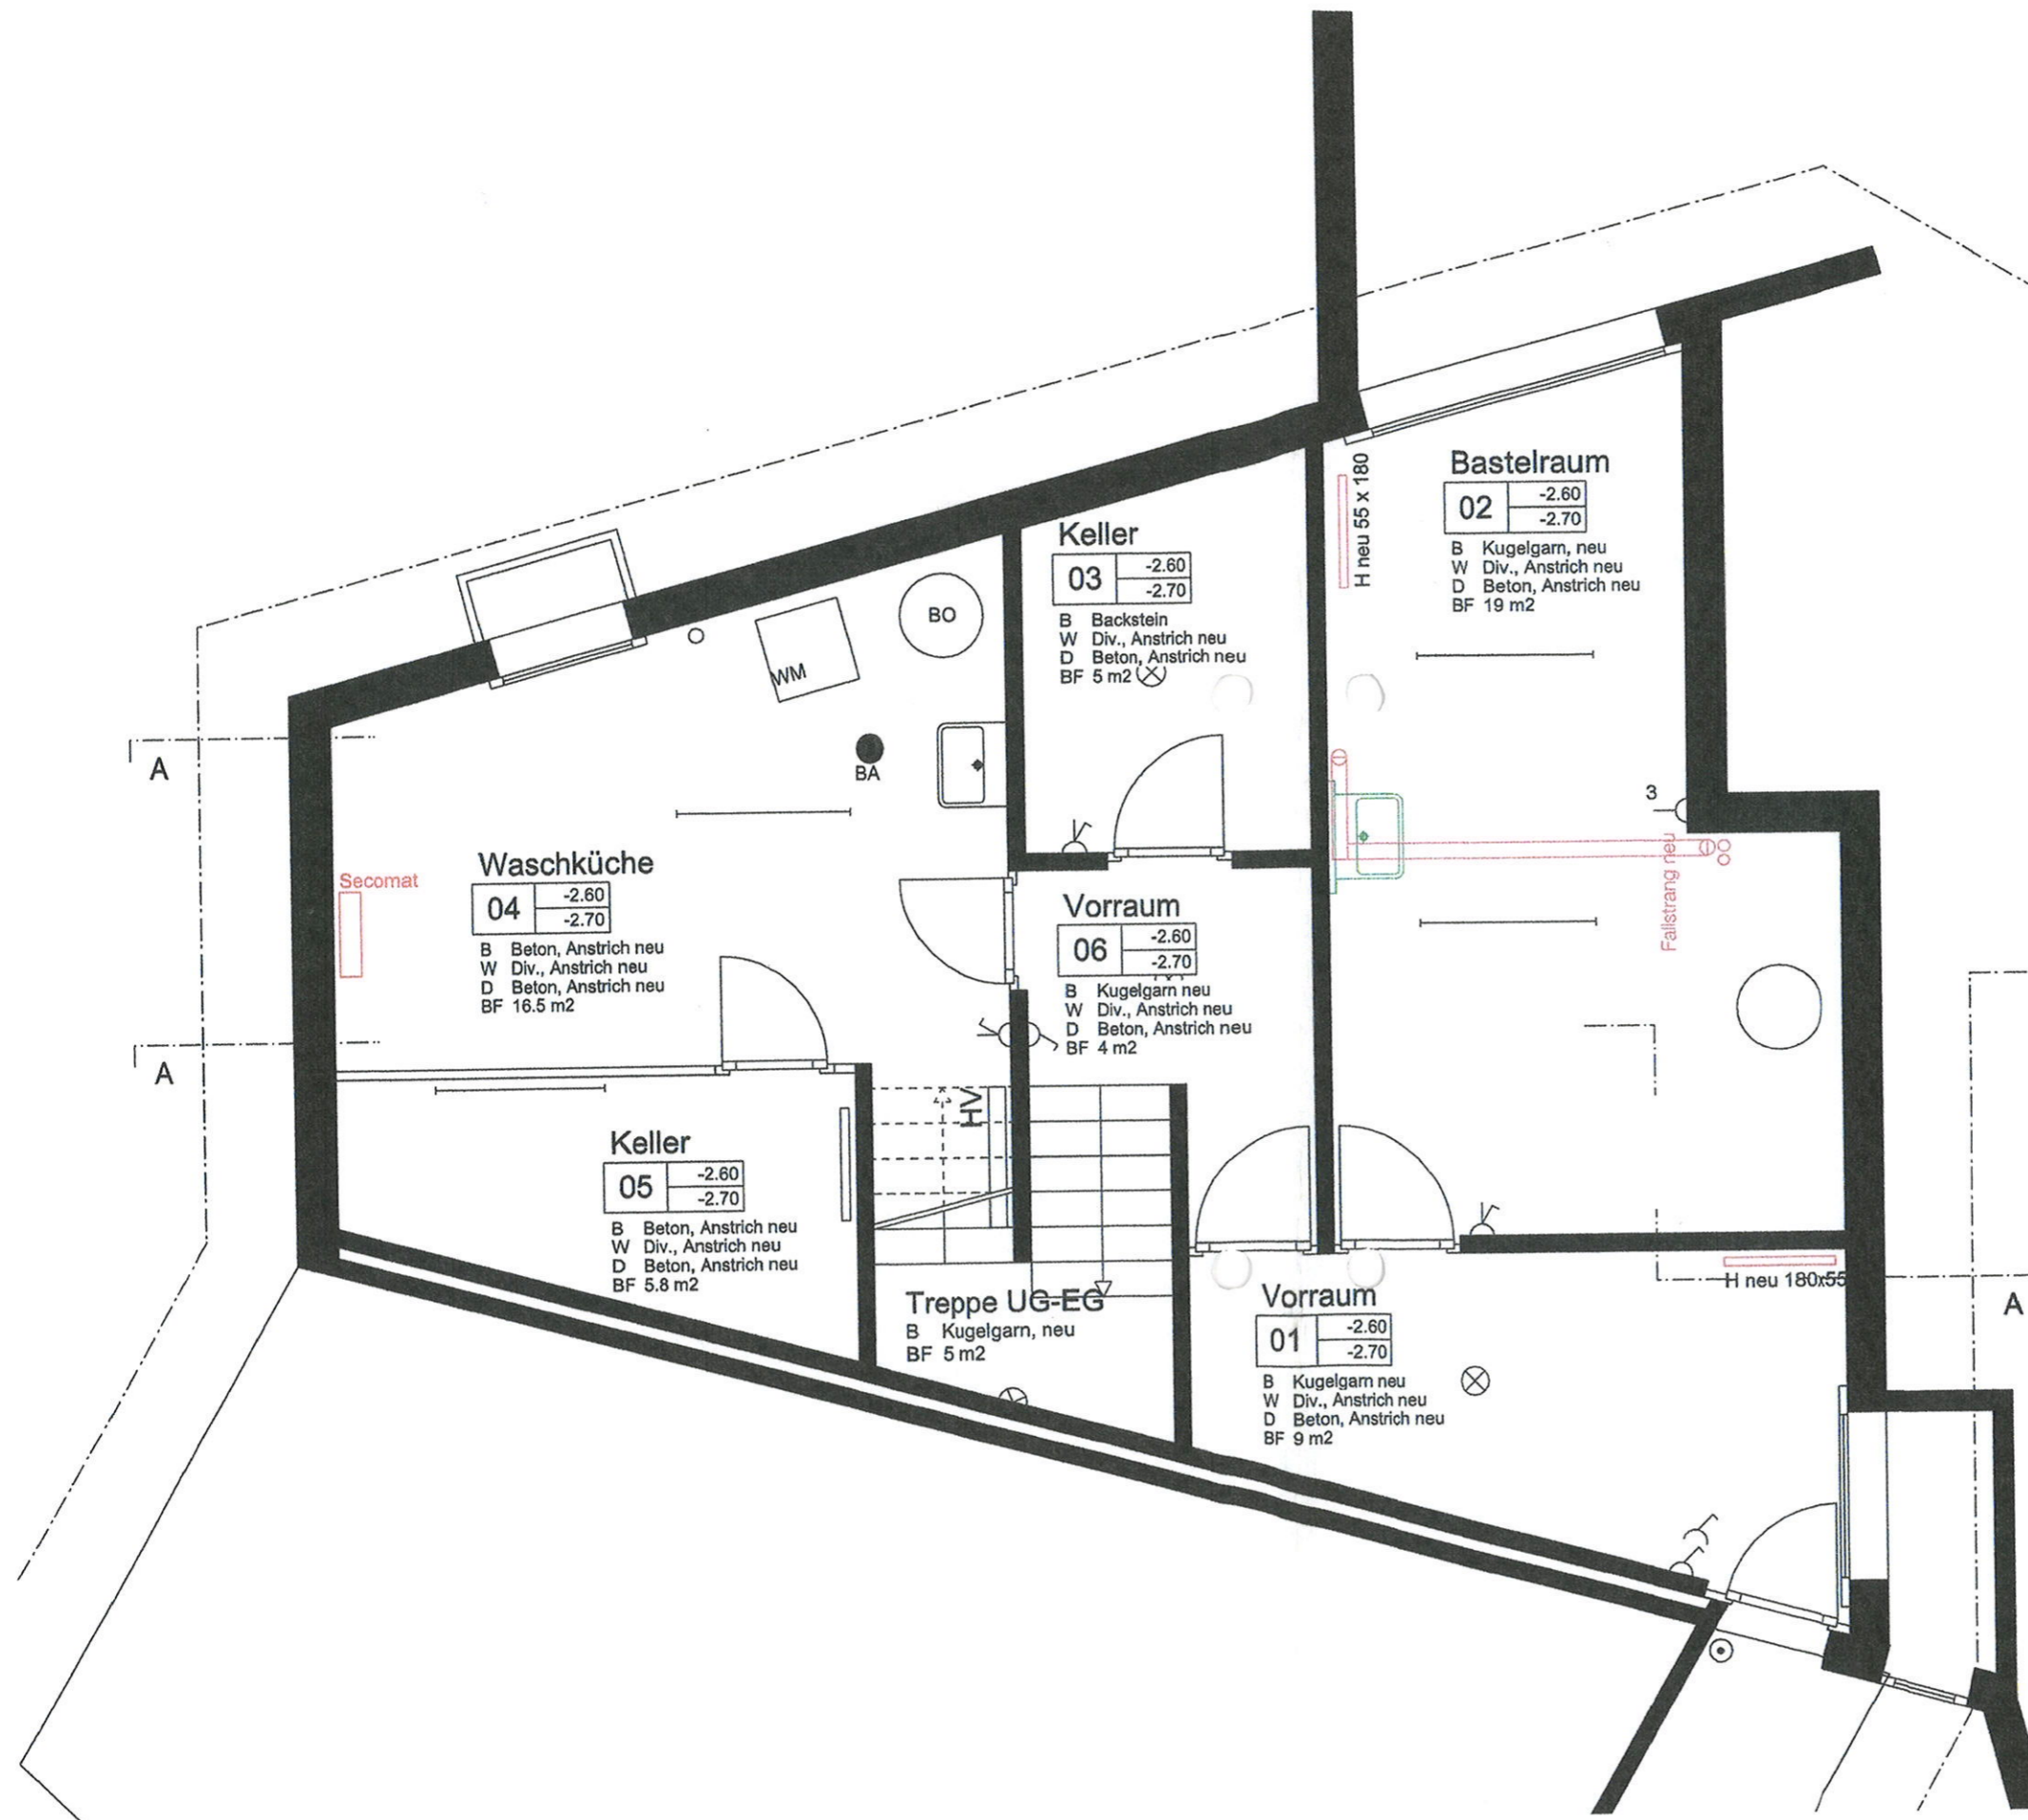 Bastelraum
02
-2.60
-2.70
B Kugelgarn, neu
W Div., Anstrich neu
D Beton, Anstrich neu
BF 19 m2
H neu 55 x 180
Keller
03
-2.60
-2.70
B Backstein
W Div., Anstrich neu
D Beton, Anstrich neu
BF 5 m2
BO
WM
BA
A
3
Fallstrang neu
Waschküche
04
-2.60
-2.70
B Beton, Anstrich neu
W Div., Anstrich neu
D Beton, Anstrich neu
BF 16.5 m2
Secomat
Vorraum
06
-2.60
-2.70
B Kugelgarn neu
W Div., Anstrich neu
D Beton, Anstrich neu
BF 4 m2
A
HV
Keller
05
-2.60
-2.70
B Beton, Anstrich neu
W Div., Anstrich neu
D Beton, Anstrich neu
BF 5.8 m2
Treppe UG-EG
B Kugelgarn, neu
BF 5 m2
Vorraum
01
-2.60
-2.70
B Kugelgarn neu
W Div., Anstrich neu
D Beton, Anstrich neu
BF 9 m2
H neu 180x55
A